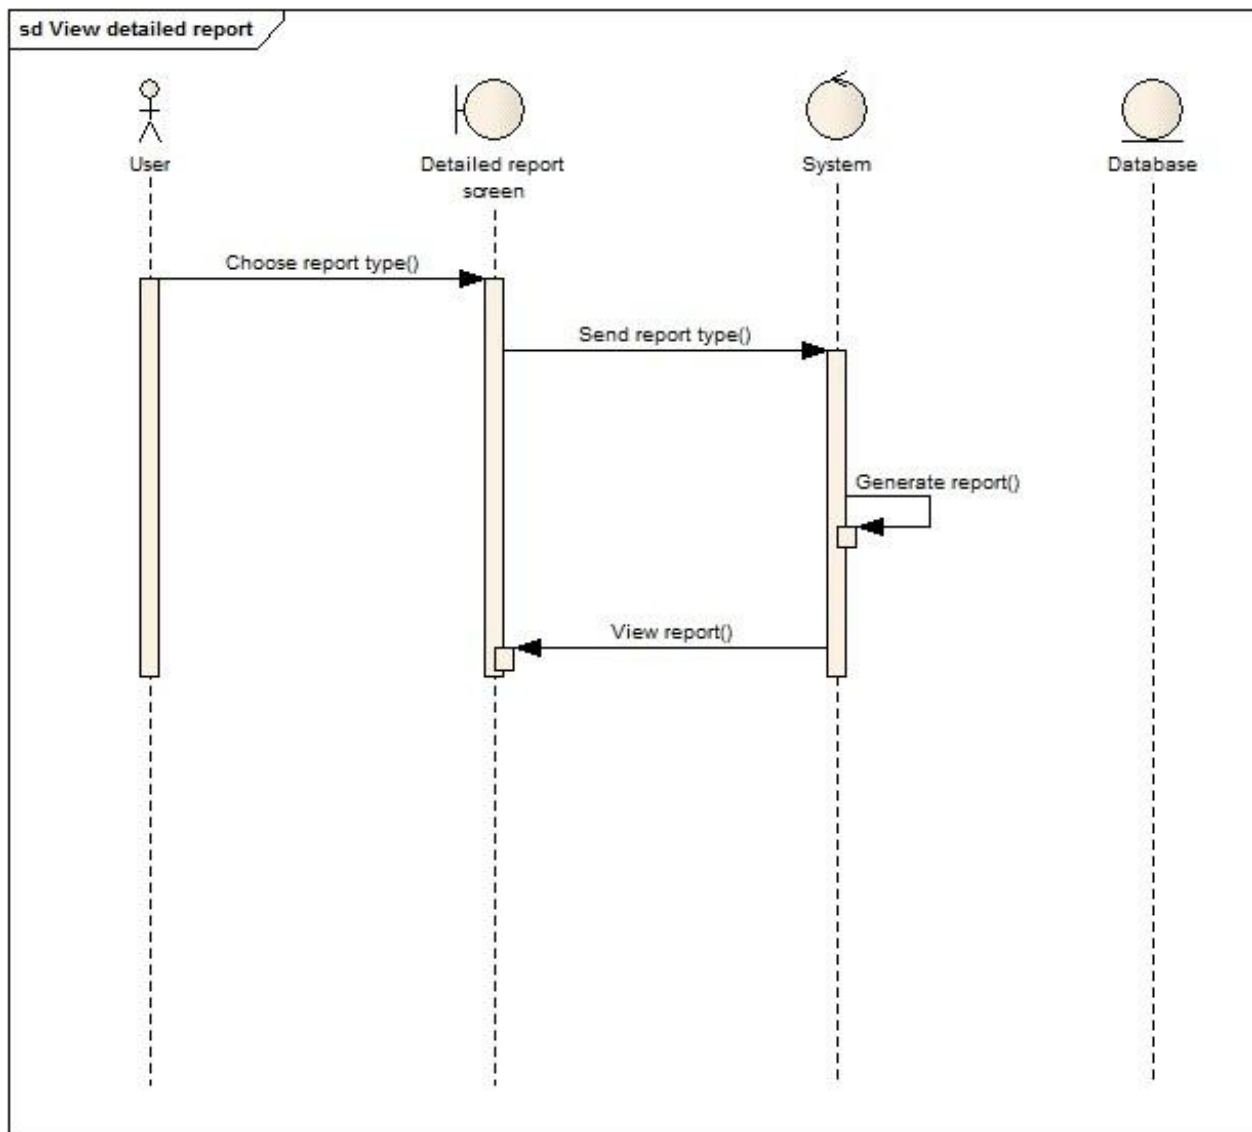 sd View detailed report
User
Detailed report
screen
System
Database
Choose report type()
Send report type()
Generate report()
View report()